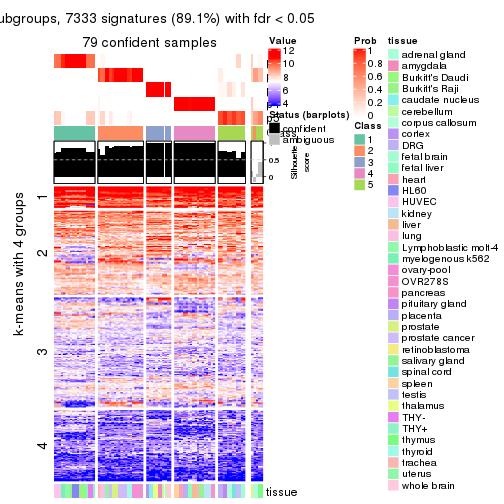 ubgroups, 7333 signatures (89.1%) with fdr < 0.05
79 confident samples
k-means with 4 groups
1
2
3
4
Value
12
10
8
6
4
Status (barplots)
confident
ambiguous
0.5
0
Silhouette
score
Prob
1
0.8
0.6
0.4
0.2
0
Class
1
2
3
4
5
tissue
tissue
adrenal gland
amygdala
Burkitt's Daudi
Burkitt's Raji
caudate nucleus
cerebellum
corpus callosum
cortex
DRG
fetal brain
fetal liver
heart
HL60
HUVEC
kidney
liver
lung
Lymphoblastic molt-4
myelogenous k562
ovary-pool
OVR278S
pancreas
pituitary gland
placenta
prostate
prostate cancer
retinoblastoma
salivary gland
spinal cord
spleen
testis
thalamus
THY-
THY+
thymus
thyroid
trachea
uterus
whole brain